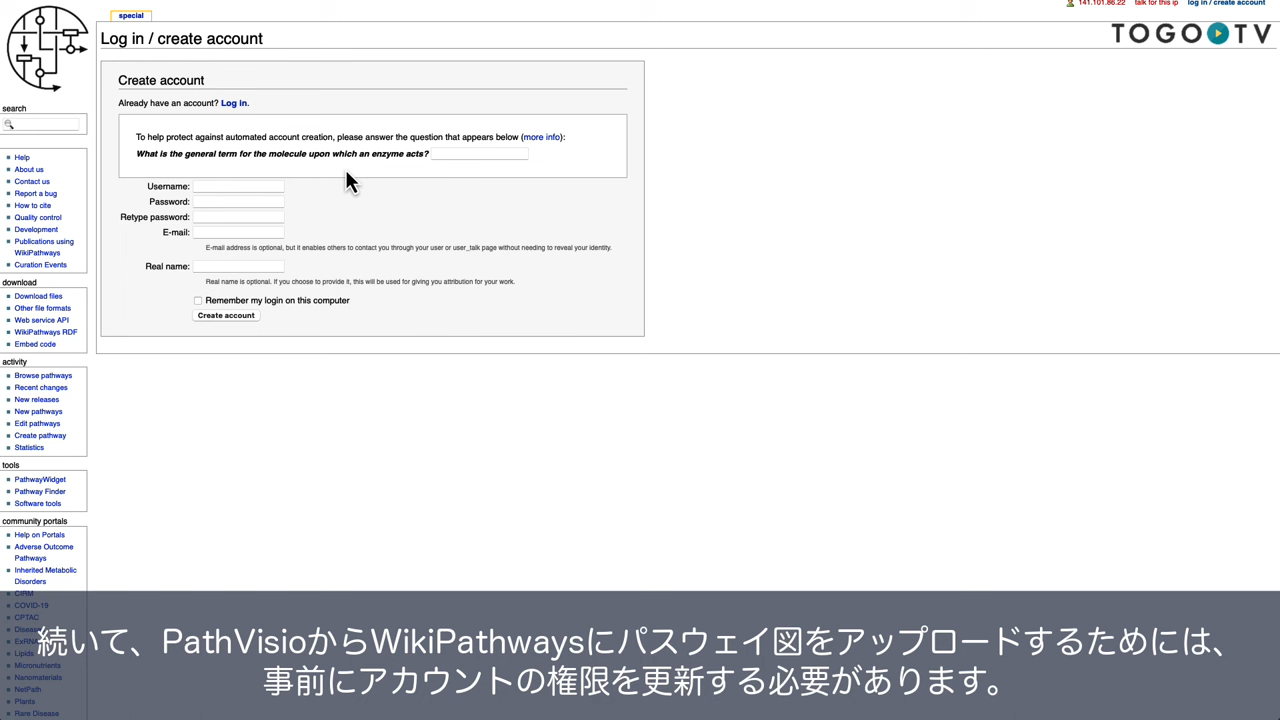 special
141.101.86.22 talk for this ip log in / create account
Log in / create account
TOGO TV
Create account
Already have an account? Log in.
To help protect against automated account creation, please answer the question that appears below (more info):
What is the general term for the molecule upon which an enzyme acts?
Username:
Password:
Retype password:
E-mail:
E-mail address is optional, but it enables others to contact you through your user or user_talk page without needing to reveal your identity.
Real name:
Real name is optional. If you choose to provide it, this will be used for giving you attribution for your work.
Remember my login on this computer
Create account
search
Help
About us
Contact us
Report a bug
How to cite
Quality control
Development
Publications using
WikiPathways
Curation Events
download
Download files
Other file formats
Web service API
WikiPathways RDF
Embed code
activity
Browse pathways
Recent changes
New releases
New pathways
Edit pathways
Create pathway
Statistics
tools
PathwayWidget
Pathway Finder
Software tools
community portals
Help on Portals
Adverse Outcome
Pathways
Inherited Metabolic
Disorders
CIRM
COVID-19
CPTAC
Lipids
Micronutrients
Nanomaterials
NetPath
Plants
Rare Disease
続いて、PathVisioからWikiPathwaysにパスウェイ図をアップロードするためには、
事前にアカウントの権限を更新する必要があります。